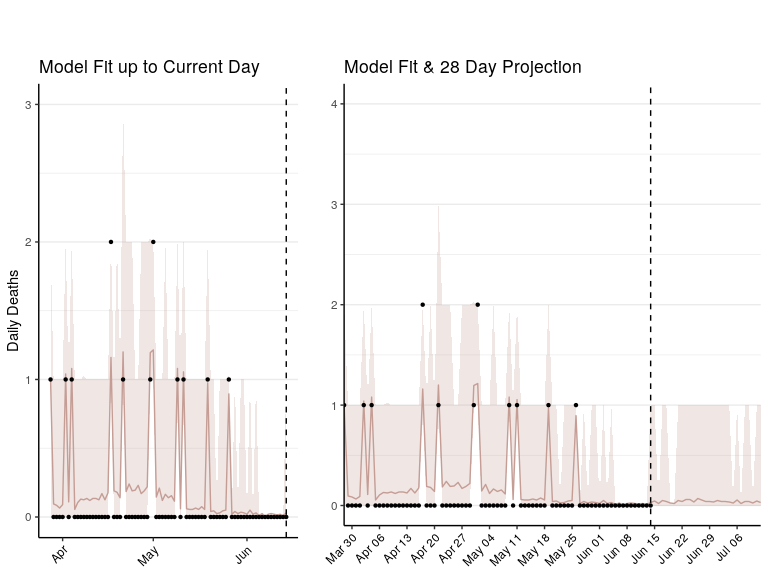 Model Fit up to Current Day
Model Fit & 28 Day Projection
Daily Deaths
3
2
1
0
Apr
May
Jun
4
3
2
1
0
Mar 30
Apr 06
Apr 13
Apr 20
Apr 27
May 04
May 11
May 18
May 25
Jun 01
Jun 08
Jun 15
Jun 22
Jun 29
Jul 06